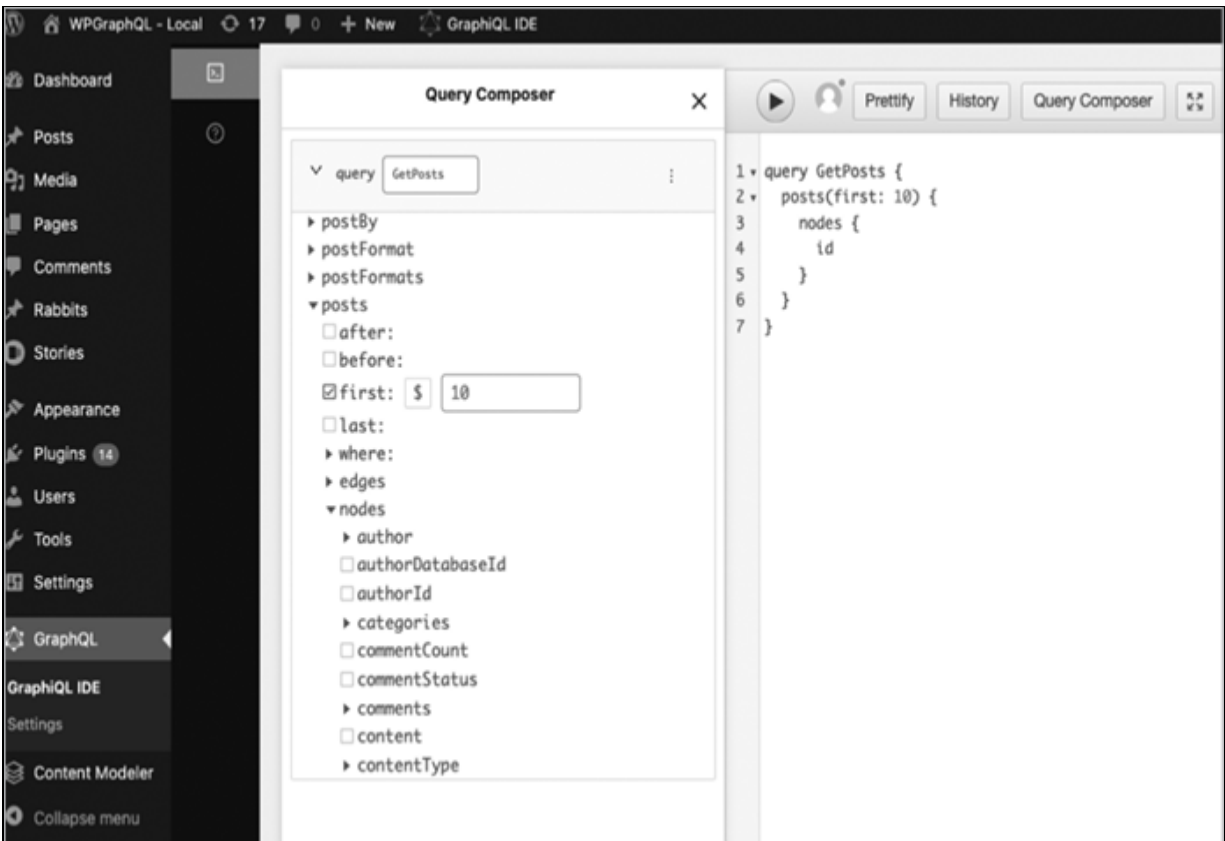 WPGraphQL - Local 17 0 + New GraphiQL IDE
Dashboard
Posts
Media
Pages
Comments
Rabbits
Stories
Appearance
Plugins 14
Users
Tools
Settings
GraphQL
GraphiQL IDE
Settings
Content Modeler
Collapse menu
Query Composer
query GetPosts
postBy
postFormat
postFormats
posts
after:
before:
first: $ 10
last:
where:
edges
nodes
author
authorDatabaseId
authorId
categories
commentCount
commentStatus
comments
content
contentType
Prettify History Query Composer
1 query GetPosts {
2 posts(first: 10) {
3 nodes {
4 id
5 }
6 }
7 }